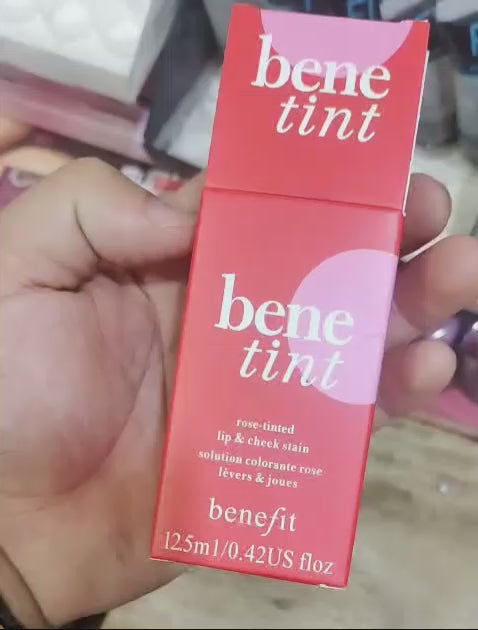 bene
tint
bene
tint
rose-tinted
lip & cheek stain
solution colorante rose
lèvers & joues
benefit
12.5m1/0.42US floz